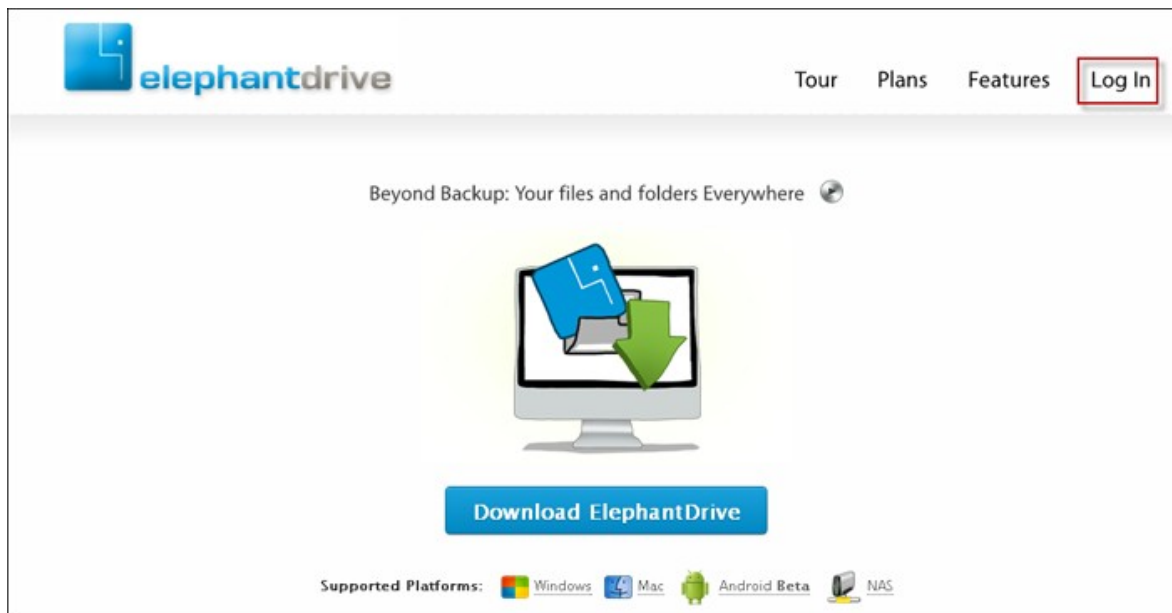 elephantdrive
Tour Plans Features Log In
Beyond Backup: Your files and folders Everywhere
Download ElephantDrive
Supported Platforms: Windows Mac Android Beta NAS